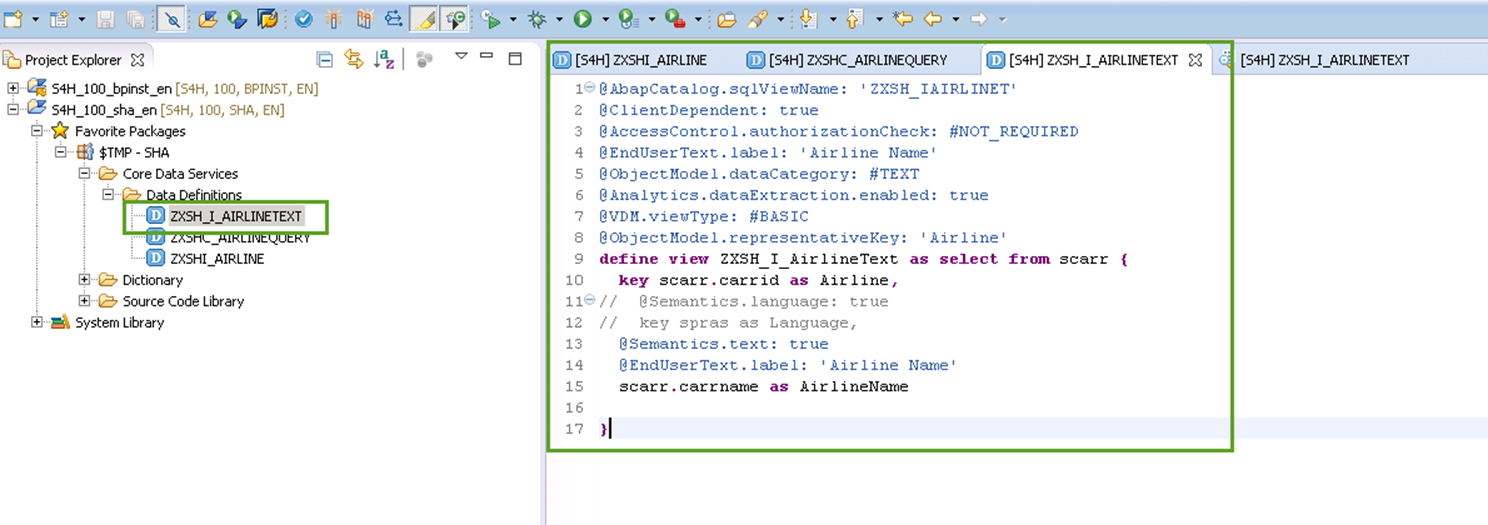 Project Explorer
S4H_100_bpinst_en [S4H, 100, BPINST, EN]
S4H_100_sha_en [S4H, 100, SHA, EN]
Favorite Packages
$TMP - SHA
Core Data Services
Data Definitions
ZXSH_I_AIRLINETEXT
ZXSHC_AIRLINEQUERY
ZXSHI_AIRLINE
Dictionary
Source Code Library
System Library
[S4H] ZXSHI_AIRLINE [S4H] ZXSHC_AIRLINEQUERY [S4H] ZXSH_I_AIRLINETEXT [S4H] ZXSH_I_AIRLINETEXT
1 @AbapCatalog.sqlViewName: 'ZXSH_IAIRLINET'
2 @ClientDependent: true
3 @AccessControl.authorizationCheck: #NOT_REQUIRED
4 @EndUserText.label: 'Airline Name'
5 @ObjectModel.dataCategory: #TEXT
6 @Analytics.dataExtraction.enabled: true
7 @VDM.viewType: #BASIC
8 @ObjectModel.representativeKey: 'Airline'
9 define view ZXSH_I_AirlineText as select from scarr {
10 key scarr.carrid as Airline,
11 // @Semantics.language: true
12 // key spras as Language,
13 @Semantics.text: true
14 @EndUserText.label: 'Airline Name'
15 scarr.carrname as AirlineName
16
17 }